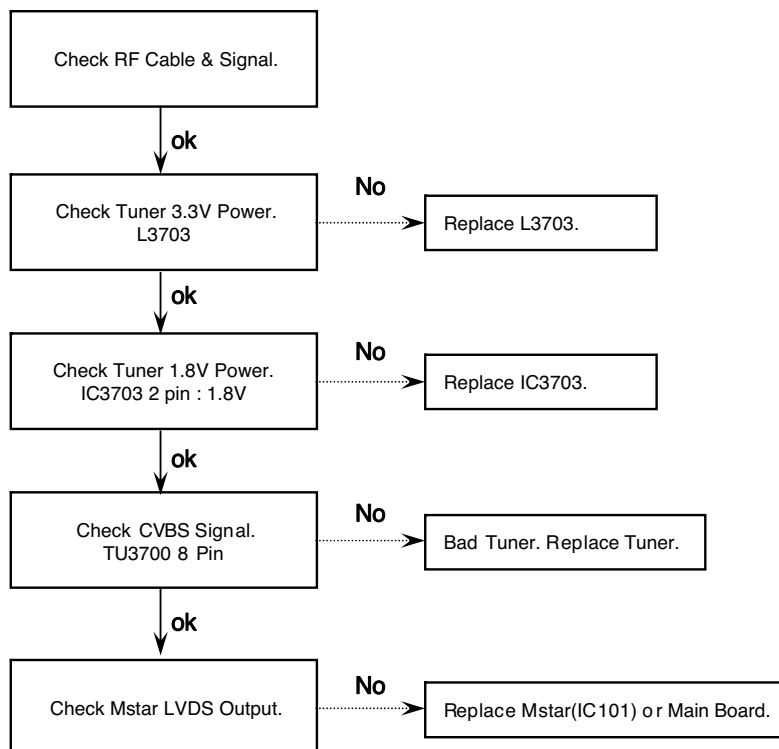 Check RF Cable & Signal.
ok
Check Tuner 3.3V Power.
L3703
No
Replace L3703.
ok
Check Tuner 1.8V Power.
IC3703 2 pin : 1.8V
No
Replace IC3703.
ok
Check CVBS Signal.
TU3700 8 Pin
No
Bad Tuner. Replace Tuner.
ok
Check Mstar LVDS Output.
No
Replace Mstar(IC101) or Main Board.